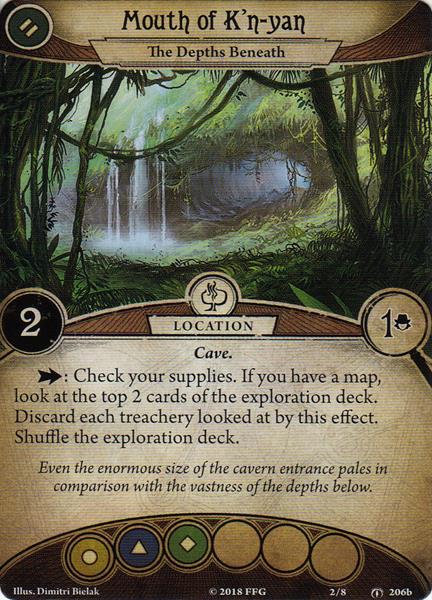 Mouth of K'n-yan
The Depths Beneath
2
1
LOCATION
Cave.
: Check your supplies. If you have a map,
look at the top 2 cards of the exploration deck.
Discard each treachery looked at by this effect.
Shuffle the exploration deck.
Even the enormous size of the cavern entrance pales in
comparison with the vastness of the depths below.
Illus. Dimitri Bielak © 2018 FFG 2/8 206b